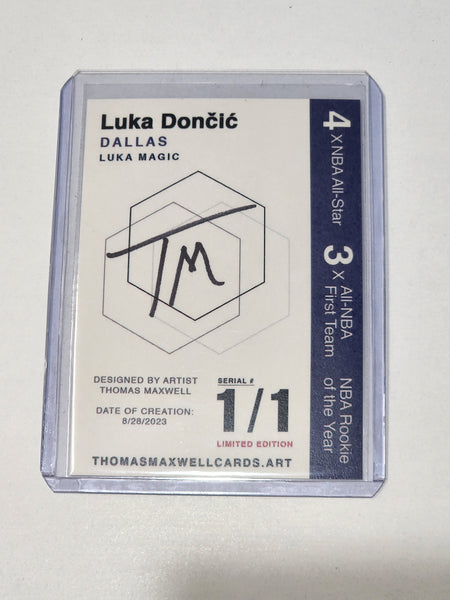 Luka Dončić
DALLAS
LUKA MAGIC
TM
DESIGNED BY ARTIST
THOMAS MAXWELL
DATE OF CREATION:
8/28/2023
SERIAL #
1/1
LIMITED EDITION
THOMASMAXWELLCARDS.ART
4 X NBA All-Star
3 X All-NBA
First Team
NBA Rookie
of the Year